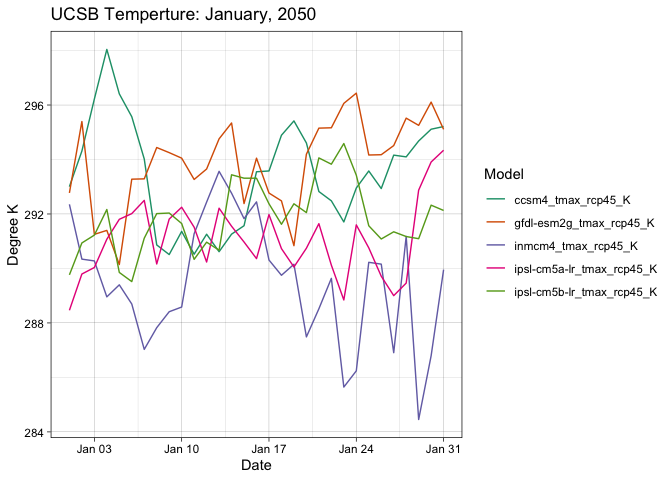 UCSB Temperture: January, 2050
296
292
288
284
Degree K
Jan 03
Jan 10
Jan 17
Jan 24
Jan 31
Date
Model
ccsm4_tmax_rcp45_K
gfdl-esm2g_tmax_rcp45_K
inmcm4_tmax_rcp45_K
ipsl-cm5a-lr_tmax_rcp45_K
ipsl-cm5b-lr_tmax_rcp45_K